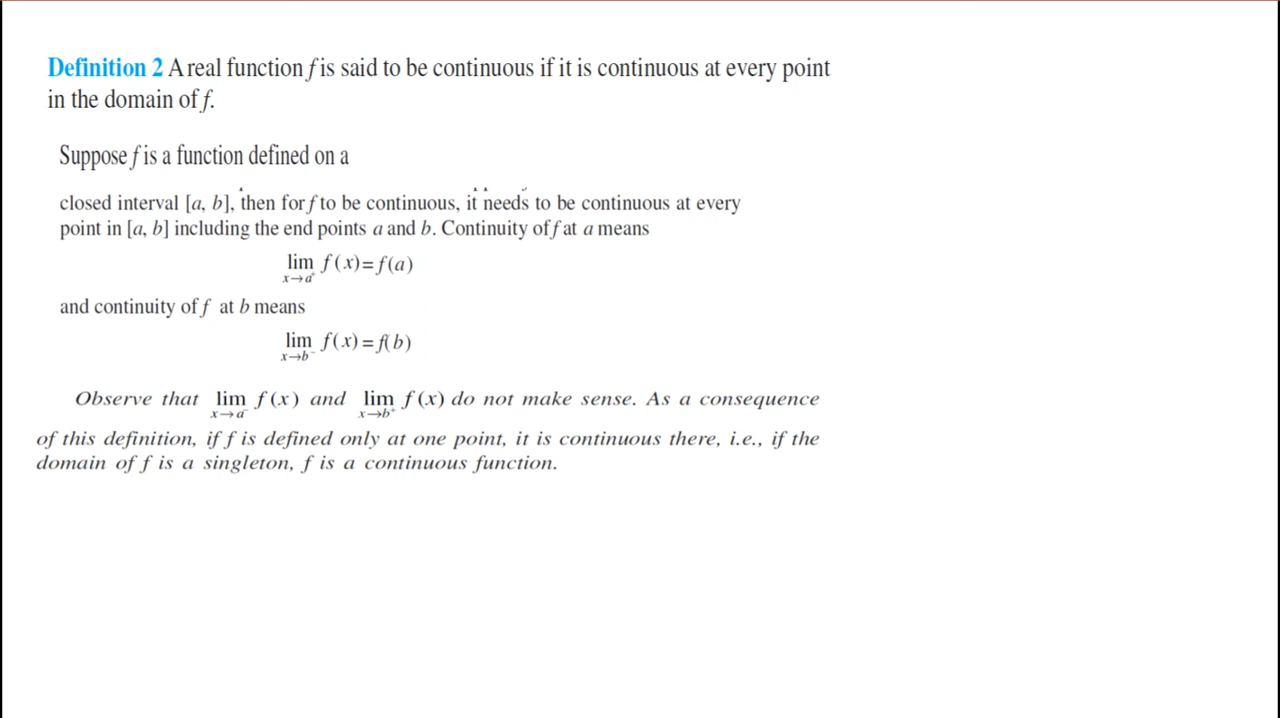 Definition 2 A real function f is said to be continuous if it is continuous at every point
in the domain of f.
Suppose f is a function defined on a
closed interval [a, b], then for f to be continuous, it needs to be continuous at every
point in [a, b] including the end points a and b. Continuity of f at a means
lim f(x)= f(a)
x→a⁺
and continuity of f at b means
lim f(x)= f(b)
x→b⁻
Observe that lim f(x) and lim f(x) do not make sense. As a consequence
x→a⁻ x→b⁺
of this definition, if f is defined only at one point, it is continuous there, i.e., if the
domain of f is a singleton, f is a continuous function.